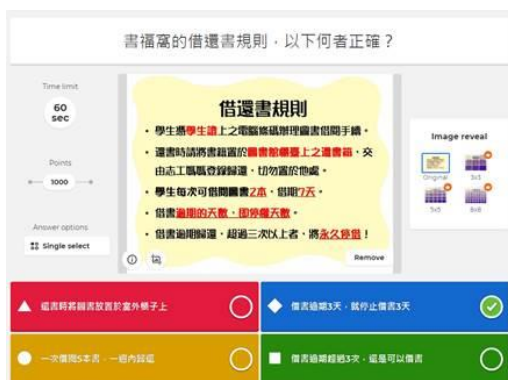 書福窩的借還書規則，以下何者正確？
Time limit
60
sec
Points
1000
Answer options
Single select
借還書規則
• 學生憑學生證上之電腦條碼辦理圖書借閱手續。
• 還書時請將書籍置於圖書館櫃臺上之還書箱，交
由志工媽媽登錄歸還，切勿置於他處。
• 學生每次可借閱圖書2本，借期7天。
• 借書逾期的天數，即停權天數。
• 借書逾期歸還，超過三次以上者，將永久停借！
Remove
Image reveal
Original
3x3
5x5
8x8
還書時將圖書放置於室外櫃子上
借書逾期3天，就停止借書3天
一次借閱5本書，一週內歸還
借書逾期超過3次，還是可以借書